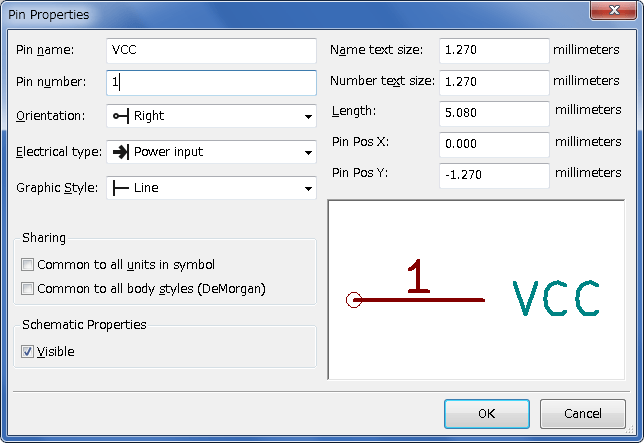 Pin Properties
Pin name: VCC
Pin number: 1
Orientation: Right
Electrical type: Power input
Graphic Style: Line
Name text size: 1.270 millimeters
Number text size: 1.270 millimeters
Length: 5.080 millimeters
Pin Pos X: 0.000 millimeters
Pin Pos Y: -1.270 millimeters
Sharing
Common to all units in symbol
Common to all body styles (DeMorgan)
Schematic Properties
Visible
1 VCC
OK Cancel